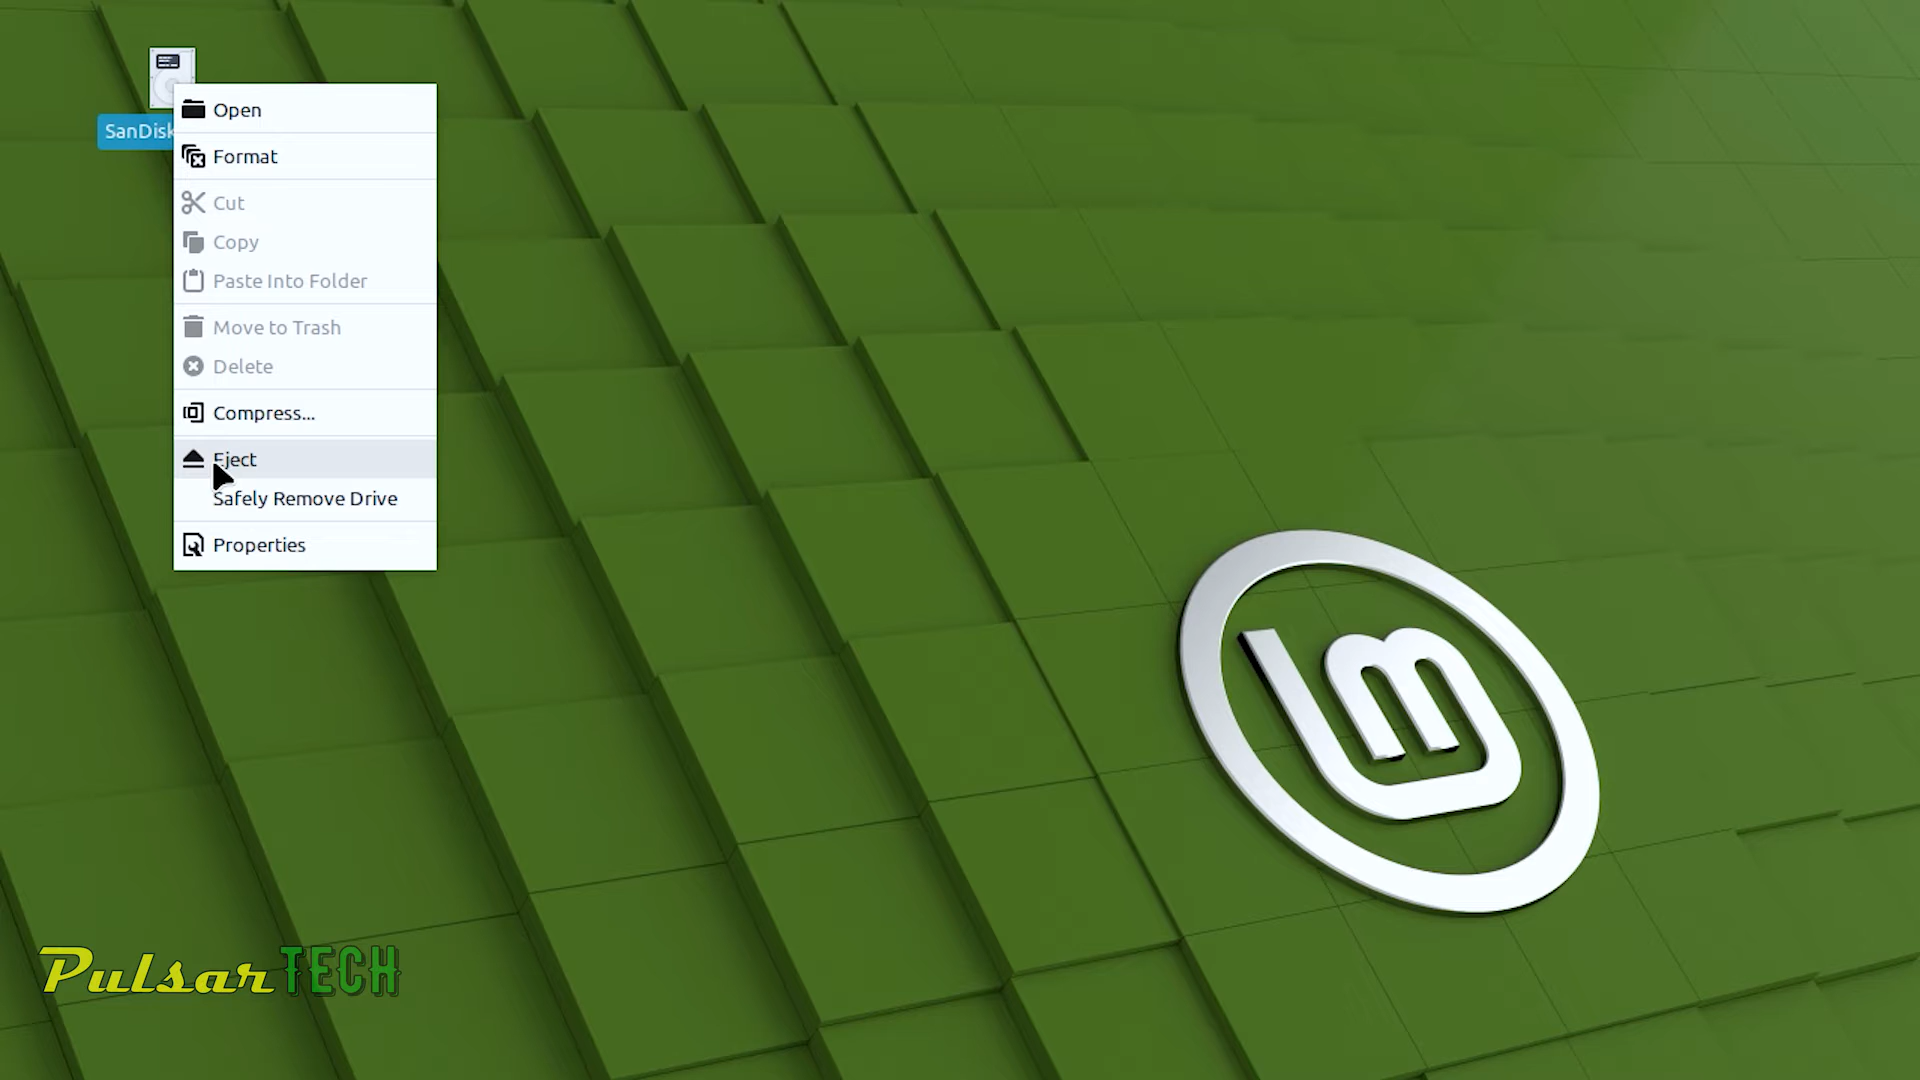 SanDisk
Open
Format
Cut
Copy
Paste Into Folder
Move to Trash
Delete
Compress...
Eject
Safely Remove Drive
Properties
lm
PulsarTECH